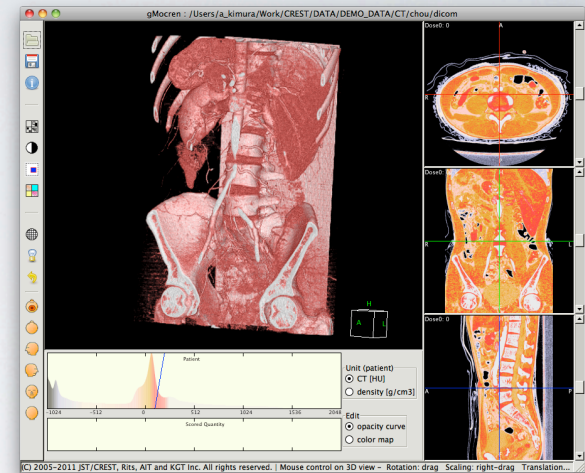 gMocren : /Users/a_kimura/Work/CREST/DATA/DEMO_DATA/CT/chou/dicom
Dose0: 0
A
R
L
Dose0: 0
H
R
L
Dose0: 0
H
A
P
H
A
L
Patient
-1024 -512 0 512 1024 1536 2048
Scored Quantity
Unit (patient)
CT [HU]
density [g/cm3]
Edit
opacity curve
color map
(C) 2005-2011 JST/CREST, Rits, AIT and KGT Inc. All rights reserved. | Mouse control on 3D view - Rotation: drag Scaling: right-drag Translation...